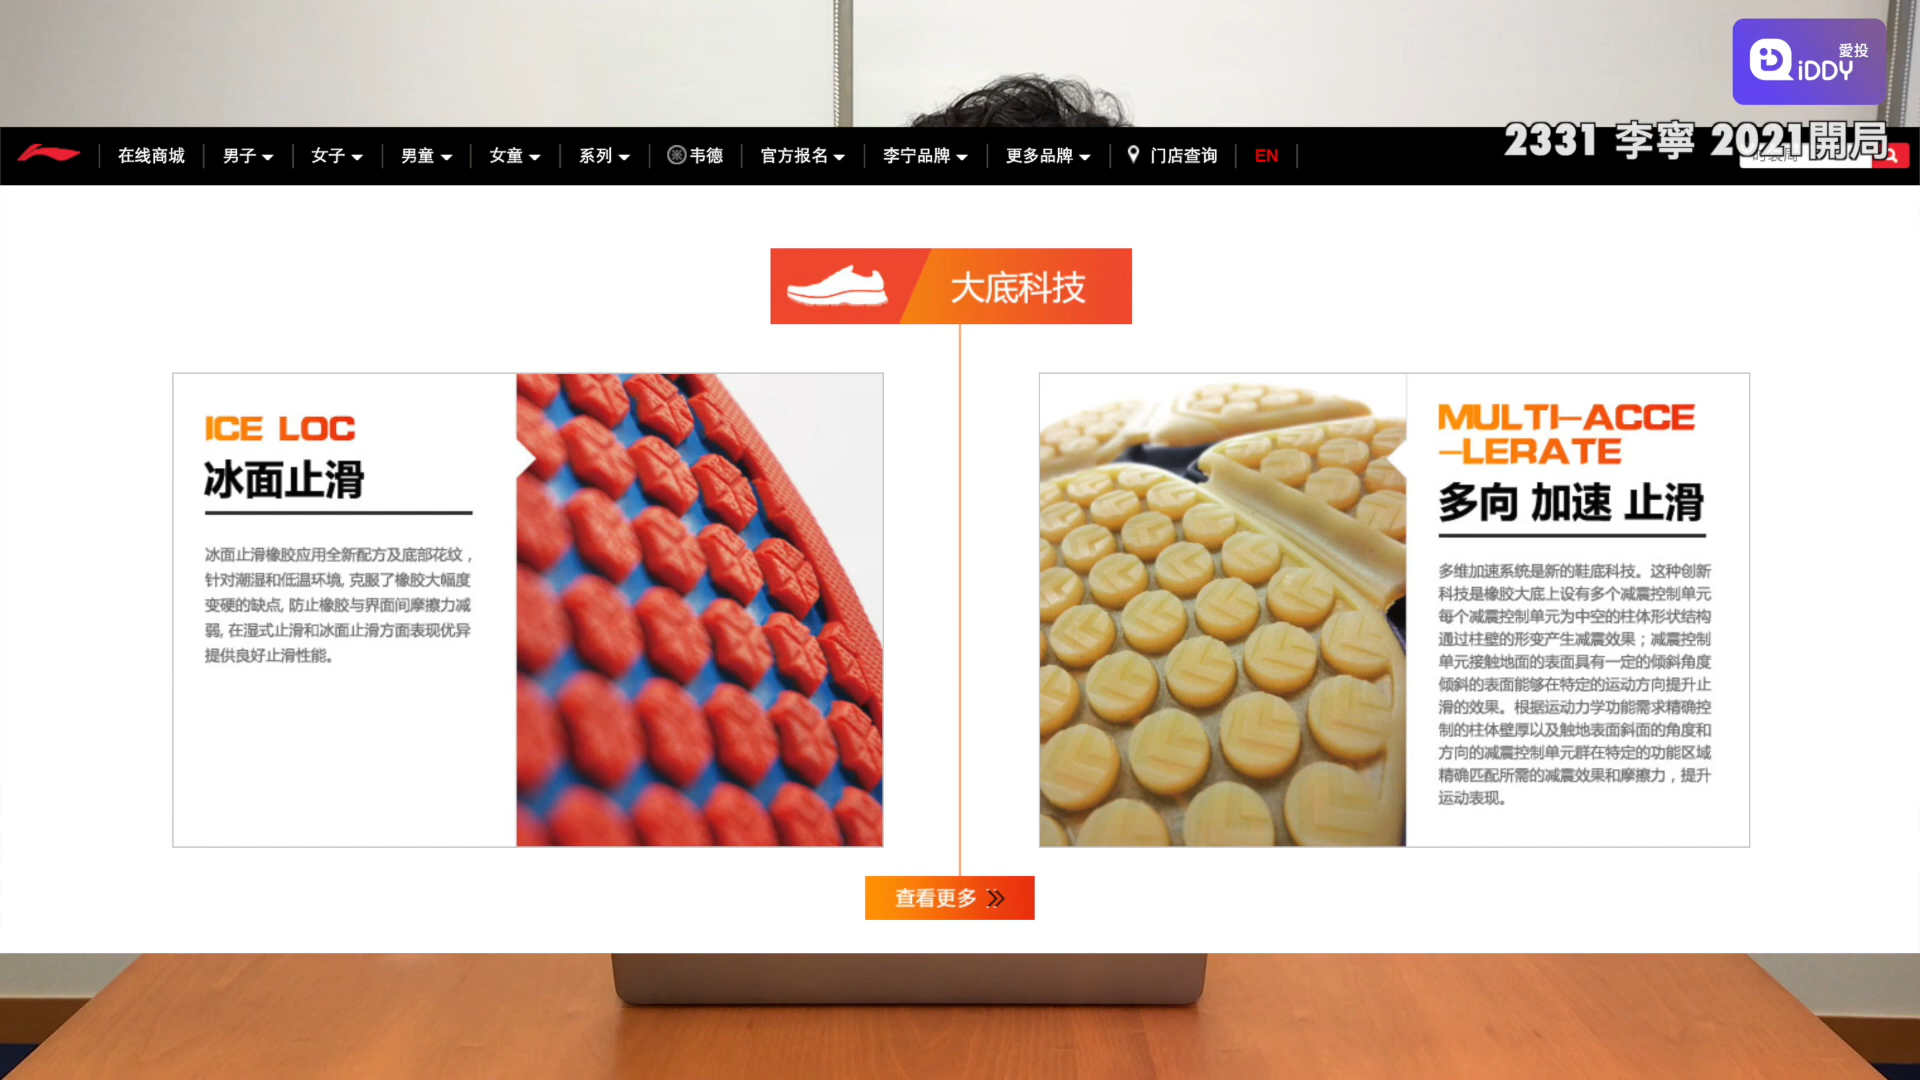 愛投
iDDY
2331 李寧 2021開局
在线商城
男子
女子
男童
女童
系列
韦德
官方报名
李宁品牌
更多品牌
门店查询
EN
大底科技
ICE LOC
冰面止滑
冰面止滑橡胶应用全新配方及底部花纹，
针对潮湿和低温环境, 克服了橡胶大幅度
变硬的缺点, 防止橡胶与界面间摩擦力减
弱, 在湿式止滑和冰面止滑方面表现优异
提供良好止滑性能。
MULTI-ACCE
-LERATE
多向 加速 止滑
多维加速系统是新的鞋底科技。这种创新
科技是橡胶大底上设有多个减震控制单元
每个减震控制单元为中空的柱体形状结构
通过柱壁的形变产生减震效果；减震控制
单元接触地面的表面具有一定的倾斜角度
倾斜的表面能够在特定的运动方向提升止
滑的效果。根据运动力学功能需求精确控
制的柱体壁厚以及触地表面斜面的角度和
方向的减震控制单元群在特定的功能区域
精确匹配所需的减震效果和摩擦力，提升
运动表现。
查看更多